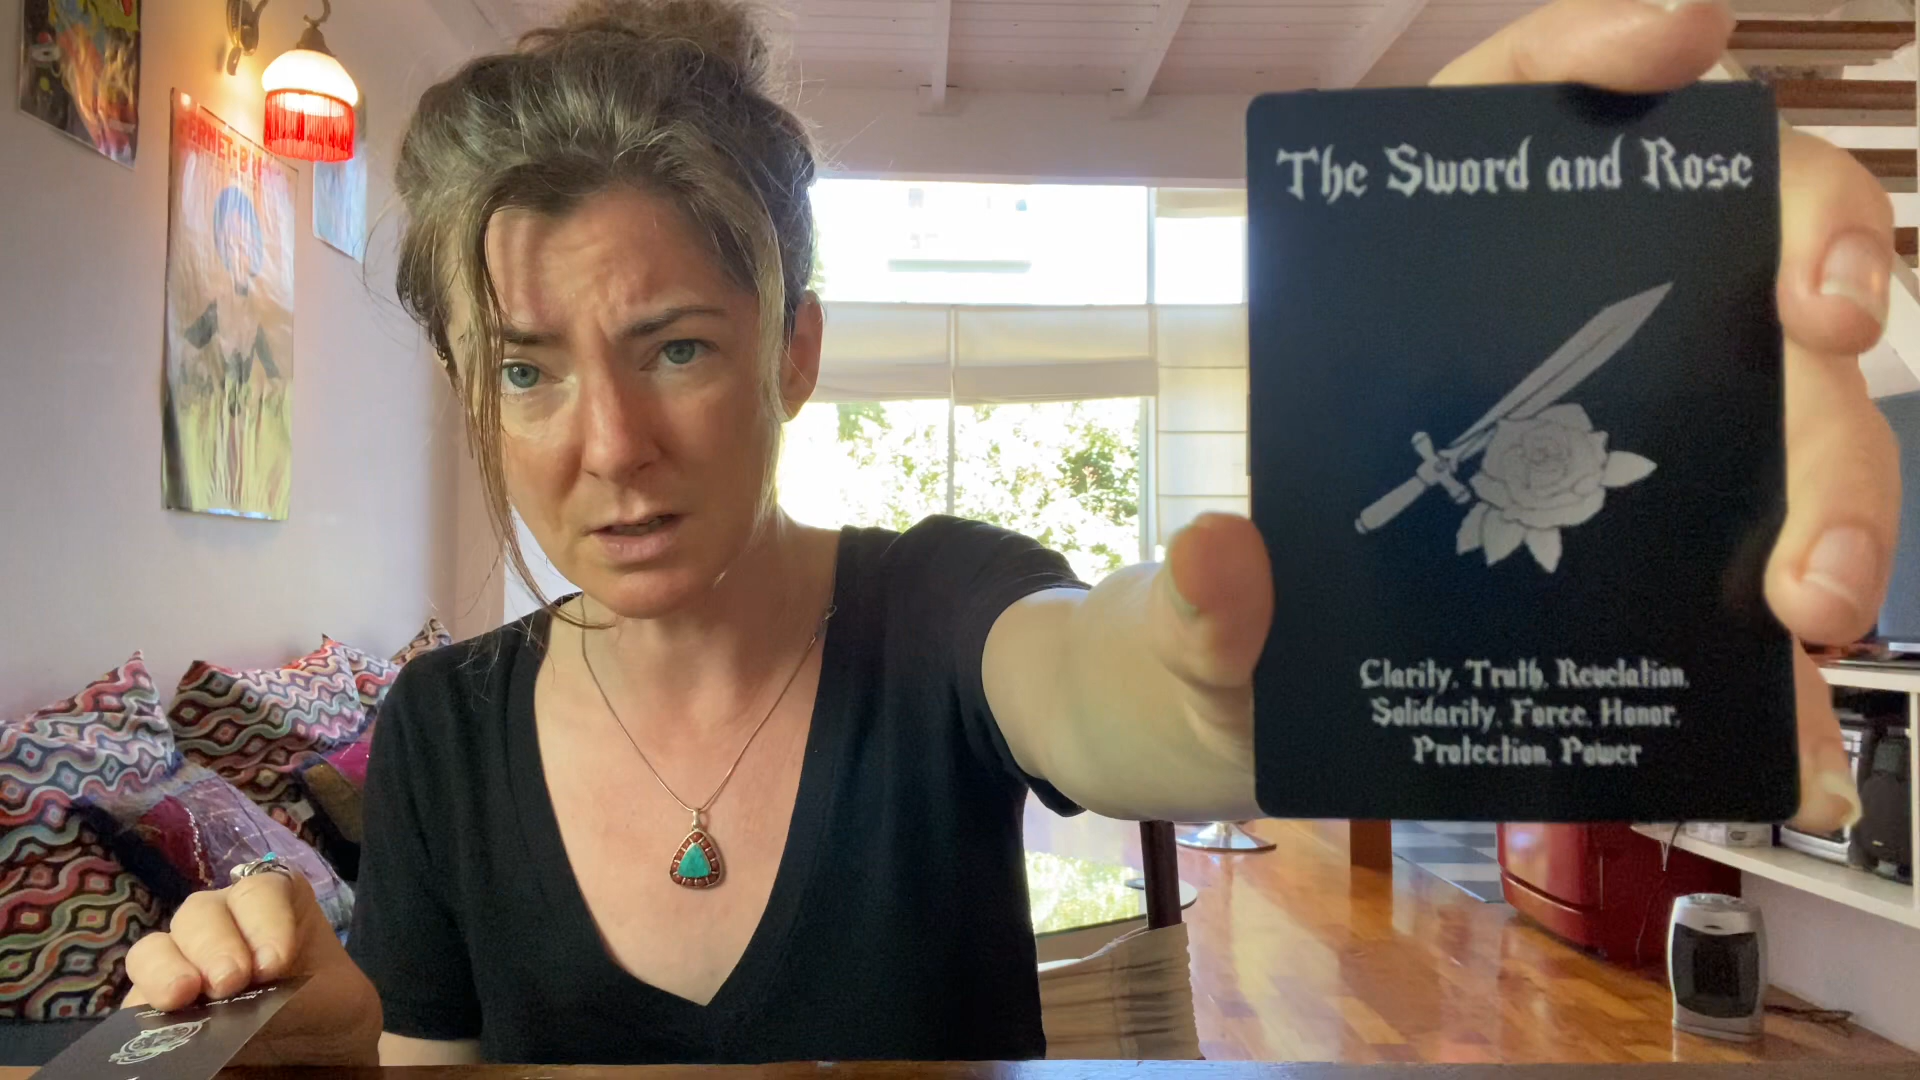 The Sword and Rose
Clarity, Truth, Revelation,
Solidarity, Force, Honor,
Protection, Power